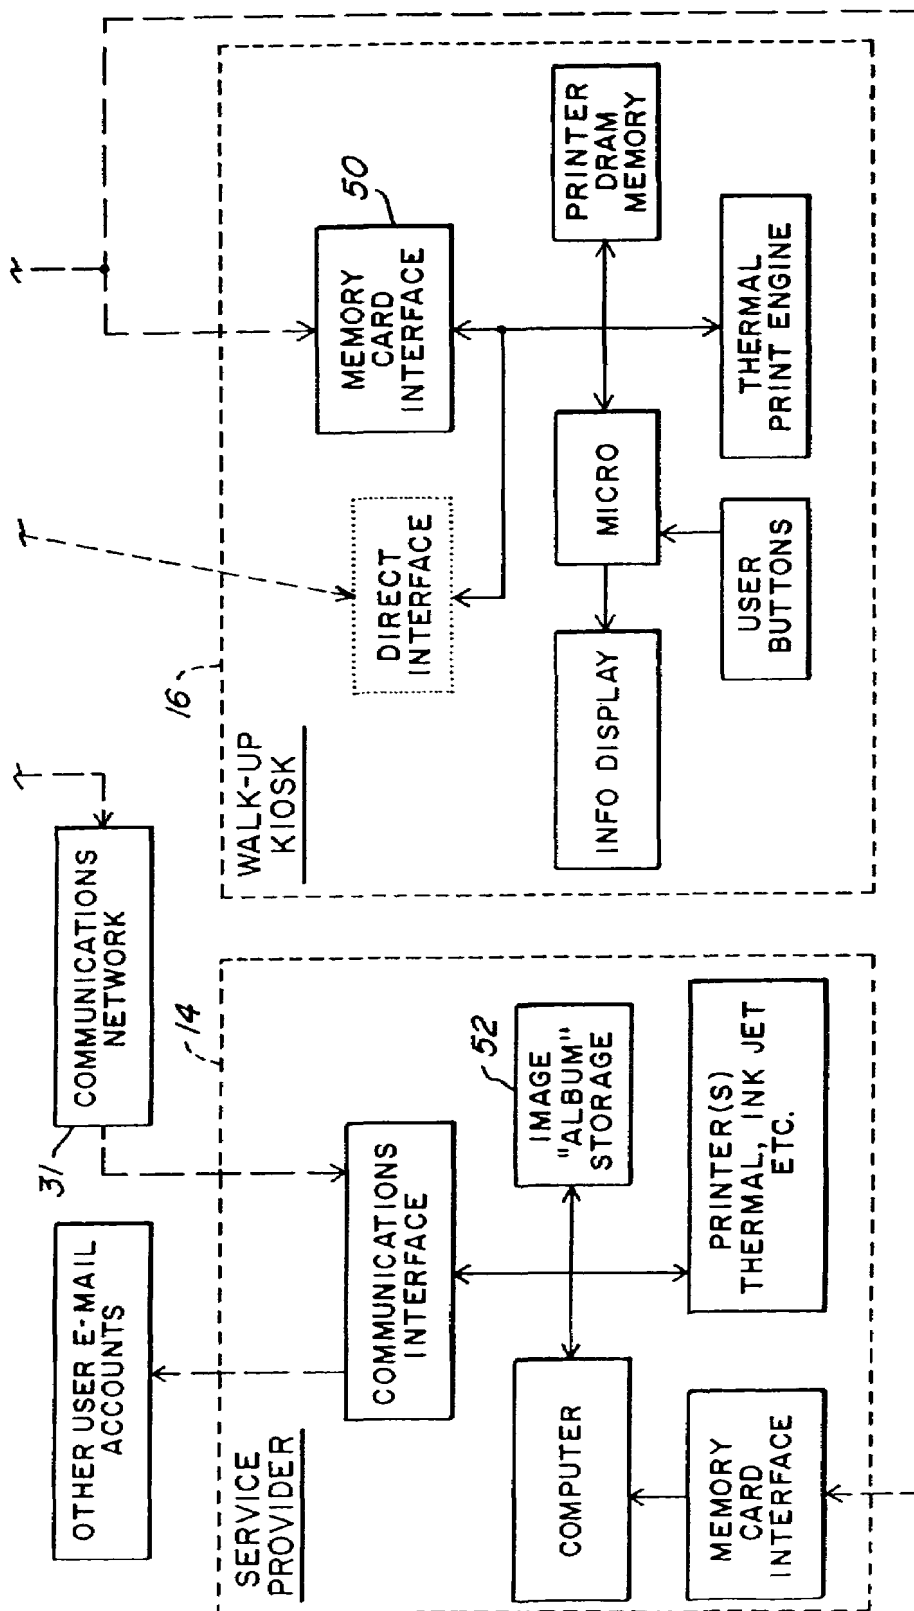 OTHER USER E-MAIL
ACCOUNTS
31
COMMUNICATIONS
NETWORK
SERVICE
PROVIDER
14
COMMUNICATIONS
INTERFACE
COMPUTER
52
IMAGE
"ALBUM"
STORAGE
MEMORY
CARD
INTERFACE
PRINTER(S)
THERMAL, INK JET
ETC.
WALK-UP
KIOSK
16
DIRECT
INTERFACE
50
MEMORY
CARD
INTERFACE
INFO DISPLAY
MICRO
PRINTER
DRAM
MEMORY
USER
BUTTONS
THERMAL
PRINT ENGINE